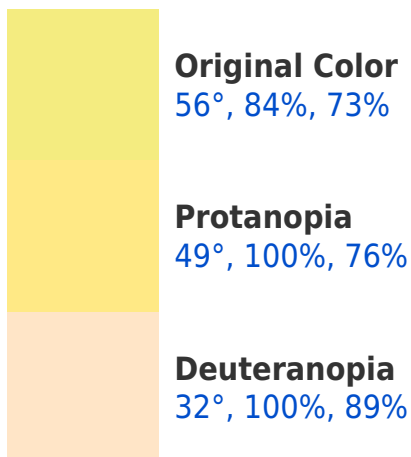 Original Color
56°, 84%, 73%
Protanopia
49°, 100%, 76%
Deuteranopia
32°, 100%, 89%